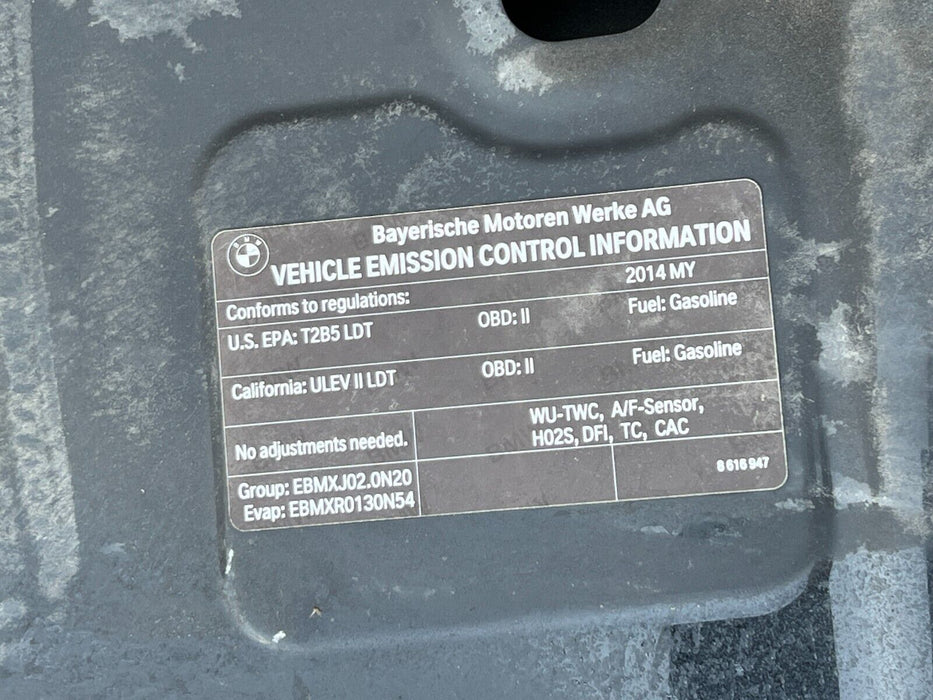 BMW
Bayerische Motoren Werke AG
VEHICLE EMISSION CONTROL INFORMATION
Conforms to regulations: 2014 MY
U.S. EPA: T2B5 LDT OBD: II Fuel: Gasoline
California: ULEV II LDT OBD: II Fuel: Gasoline
No adjustments needed.
WU-TWC, A/F-Sensor,
H02S, DFI, TC, CAC
Group: EBMXJ02.0N20
Evap: EBMXR0130N54
8 616 947